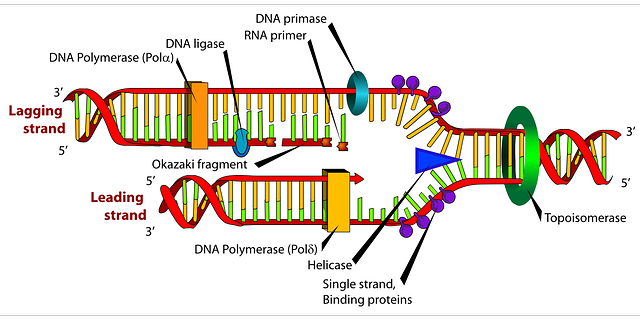 DNA primase
RNA primer
DNA ligase
DNA Polymerase (Polα)
3’
Lagging
strand
5’
Okazaki fragment
5’
Leading
strand
3’
3’
5’
Topoisomerase
DNA Polymerase (Polδ)
Helicase
Single strand,
Binding proteins